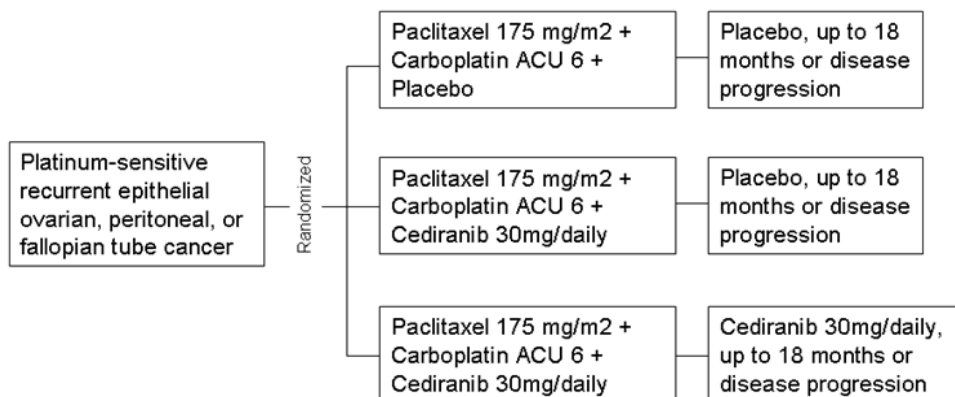 Platinum-sensitive
recurrent epithelial
ovarian, peritoneal, or
fallopian tube cancer
Randomized
Paclitaxel 175 mg/m2 +
Carboplatin ACU 6 +
Placebo
Placebo, up to 18
months or disease
progression
Paclitaxel 175 mg/m2 +
Carboplatin ACU 6 +
Cediranib 30mg/daily
Placebo, up to 18
months or disease
progression
Paclitaxel 175 mg/m2 +
Carboplatin ACU 6 +
Cediranib 30mg/daily
Cediranib 30mg/daily,
up to 18 months or
disease progression